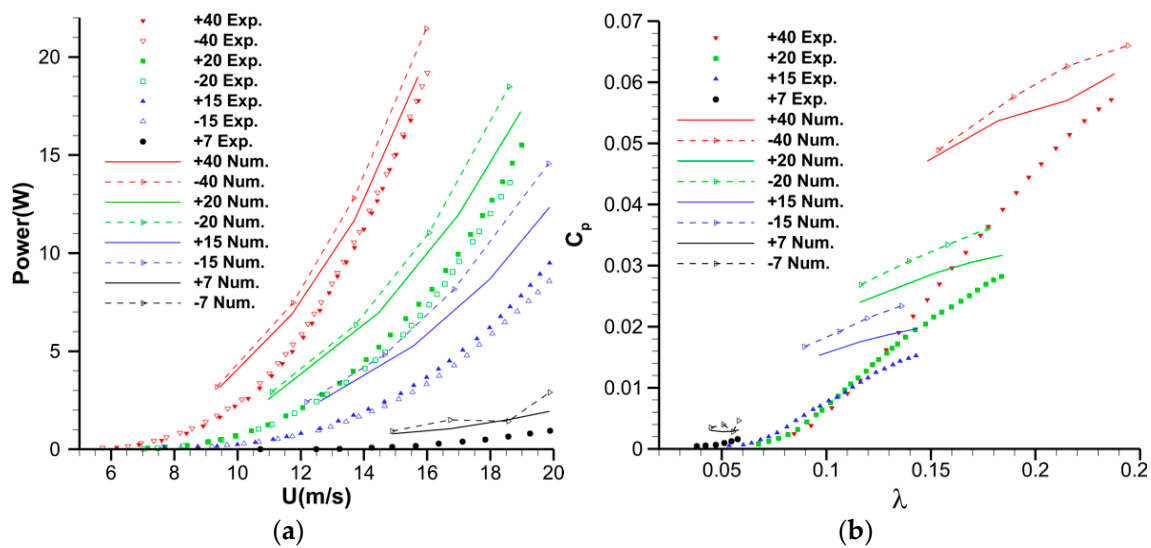 +40 Exp.
-40 Exp.
+20 Exp.
-20 Exp.
+15 Exp.
-15 Exp.
+7 Exp.
+40 Num.
-40 Num.
+20 Num.
-20 Num.
+15 Num.
-15 Num.
+7 Num.
-7 Num.
Power(W)
20
15
10
5
0
6 8 10 12 14 16 18 20
U(m/s)
(a)
+40 Exp.
+20 Exp.
+15 Exp.
+7 Exp.
+40 Num.
-40 Num.
+20 Num.
-20 Num.
+15 Num.
-15 Num.
+7 Num.
-7 Num.
Cp
0.07
0.06
0.05
0.04
0.03
0.02
0.01
0
0.05 0.1 0.15 0.2 0.2
λ
(b)